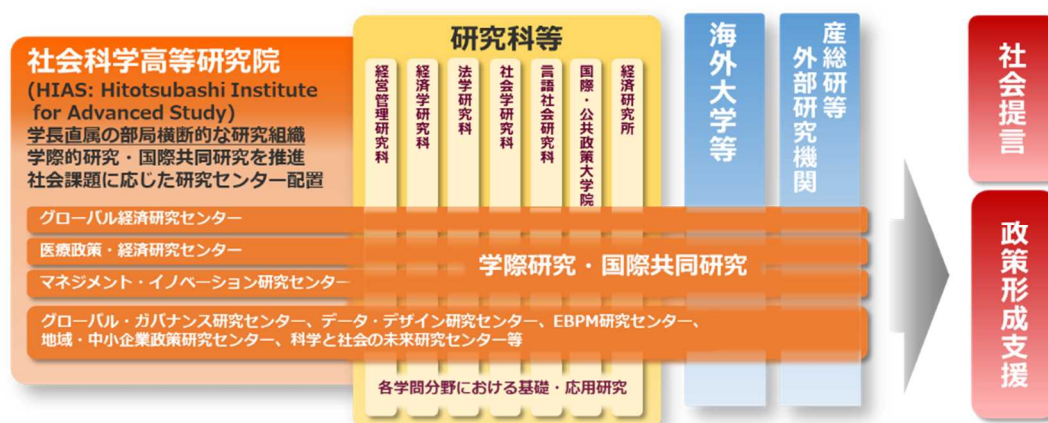 社会科学高等研究院
(HIAS: Hitotsubashi Institute
for Advanced Study)
学長直属の部局横断的な研究組織
学際的研究・国際共同研究を推進
社会課題に応じた研究センター配置
研究科等
経営管理研究科
経済学研究科
法学研究科
社会学研究科
言語社会研究科
国際・公共政策大学院
経済研究所
海外大学等
産総研等
外部研究機関
社会提言
政策形成支援
グローバル経済研究センター
医療政策・経済研究センター
マネジメント・イノベーション研究センター
学際研究・国際共同研究
グローバル・ガバナンス研究センター、データ・デザイン研究センター、EBPM研究センター、
地域・中小企業政策研究センター、科学と社会の未来研究センター等
各学問分野における基礎・応用研究